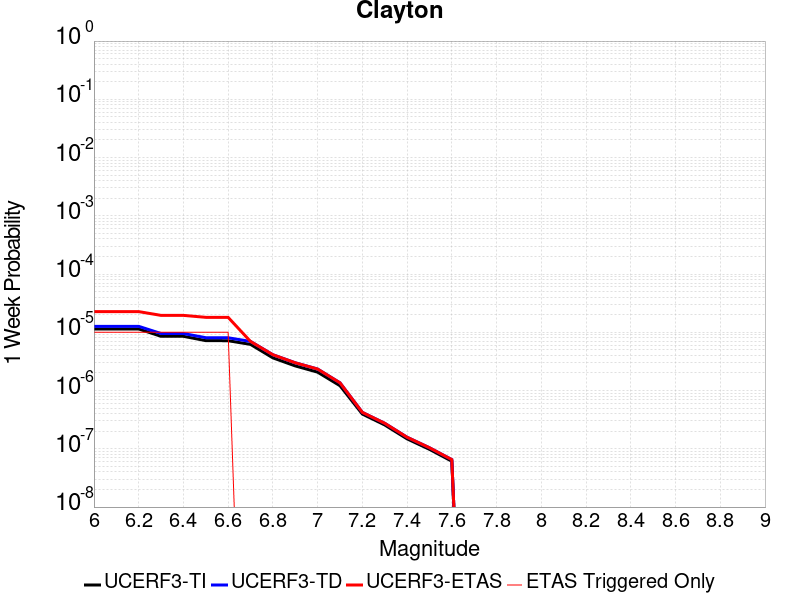 Clayton
1 Week Probability
10 0
10 -1
10 -2
10 -3
10 -4
10 -5
10 -6
10 -7
10 -8
6 6.2 6.4 6.6 6.8 7 7.2 7.4 7.6 7.8 8 8.2 8.4 8.6 8.8 9
Magnitude
UCERF3-TI UCERF3-TD UCERF3-ETAS ETAS Triggered Only